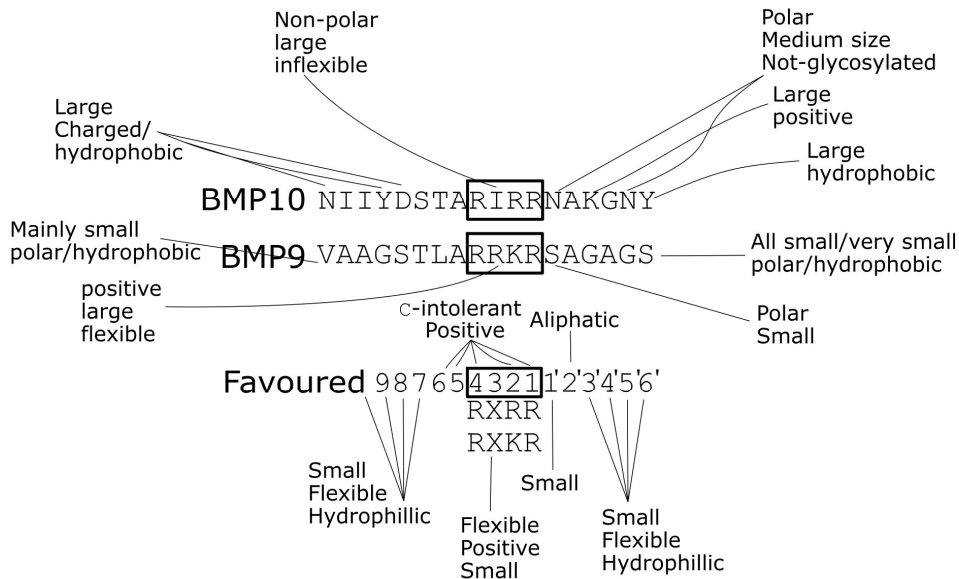 Non-polar
large
inflexible
Polar
Medium size
Not-glycosylated
Large
Charged/
hydrophobic
Large
positive
Large
hydrophobic
BMP10 NIIYDSTARIRRNAKGNY
Mainly small
polar/hydrophobic
BMP9 VAAGSTLARRKRSAGAGS
All small/very small
polar/hydrophobic
positive
large
flexible
C-intolerant
Positive
Aliphatic
Polar
Small
Favoured 9876543211'2'3'4'5'6'
RXRR
RXKR
Small
Flexible
Hydrophillic
Small
Flexible
Positive
Small
Small
Flexible
Hydrophillic